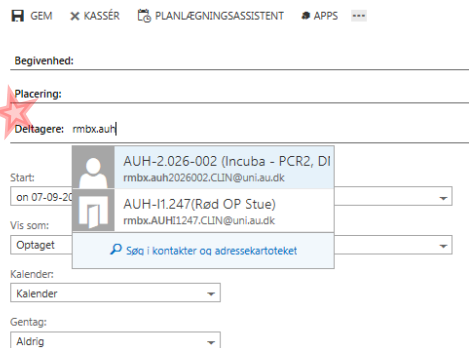 GEM KASSÉR PLANLÆGNINGSASSISTENT APPS ...
Begivenhed:
Placering:
Deltagere: rmbx.auh
AUH-2.026-002 (Incuba - PCR2, DI
rmbx.auh2026002.CLIN@uni.au.dk
AUH-I1.247(Rød OP Stue)
rmbx.AUHI1247.CLIN@uni.au.dk
Søg i kontakter og adressekartoteket
Start:
on 07-09-20
Vis som:
Optaget
Kalender:
Kalender
Gentag:
Aldrig